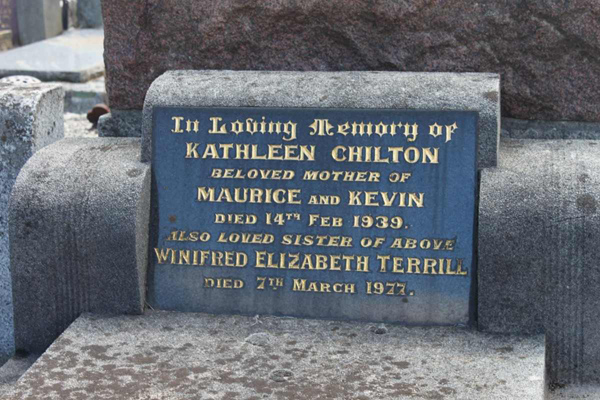 In Loving Memory of
KATHLEEN CHILTON
BELOVED MOTHER OF
MAURICE AND KEVIN
DIED 14TH FEB 1939.
ALSO LOVED SISTER OF ABOVE
WINIFRED ELIZABETH TERRILL
DIED 7TH MARCH 1977.